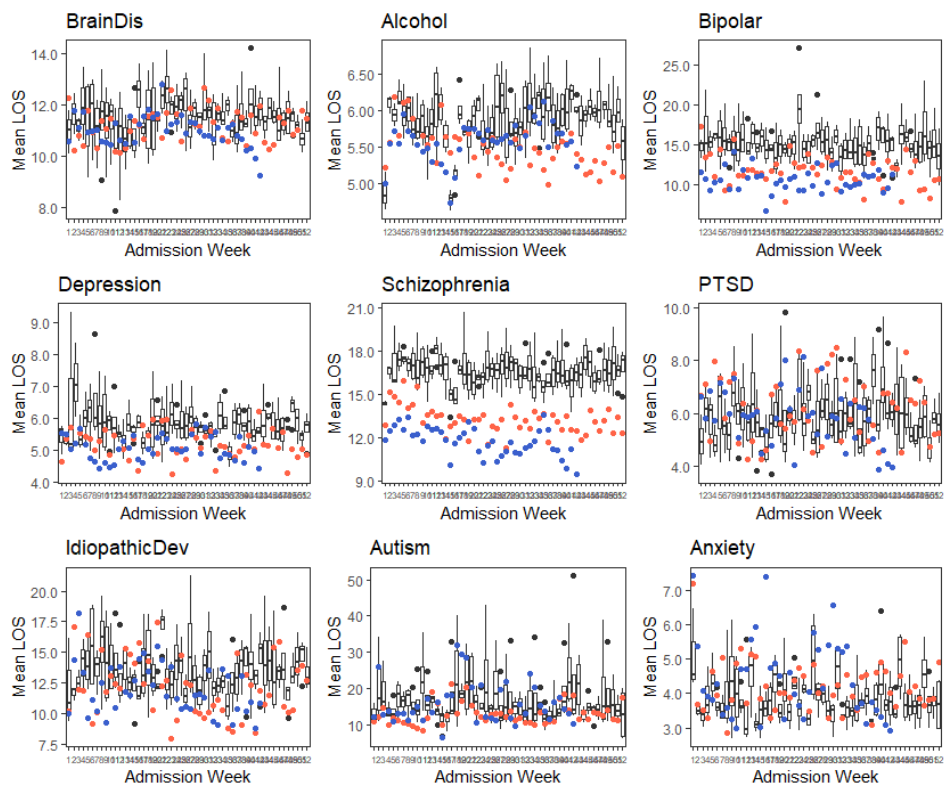 BrainDis
Alcohol
Bipolar
14.0
12.0
10.0
8.0
Mean LOS
Admission Week
6.50
6.00
5.50
5.00
Mean LOS
Admission Week
25.0
20.0
15.0
10.0
Mean LOS
Admission Week
Depression
Schizophrenia
PTSD
9.0
8.0
7.0
6.0
5.0
4.0
Mean LOS
Admission Week
21.0
18.0
15.0
12.0
9.0
Mean LOS
Admission Week
10.0
8.0
6.0
4.0
Mean LOS
Admission Week
IdiopathicDev
Autism
Anxiety
20.0
17.5
15.0
12.5
10.0
7.5
Mean LOS
Admission Week
50
40
30
20
10
Mean LOS
Admission Week
7.0
6.0
5.0
4.0
3.0
Mean LOS
Admission Week